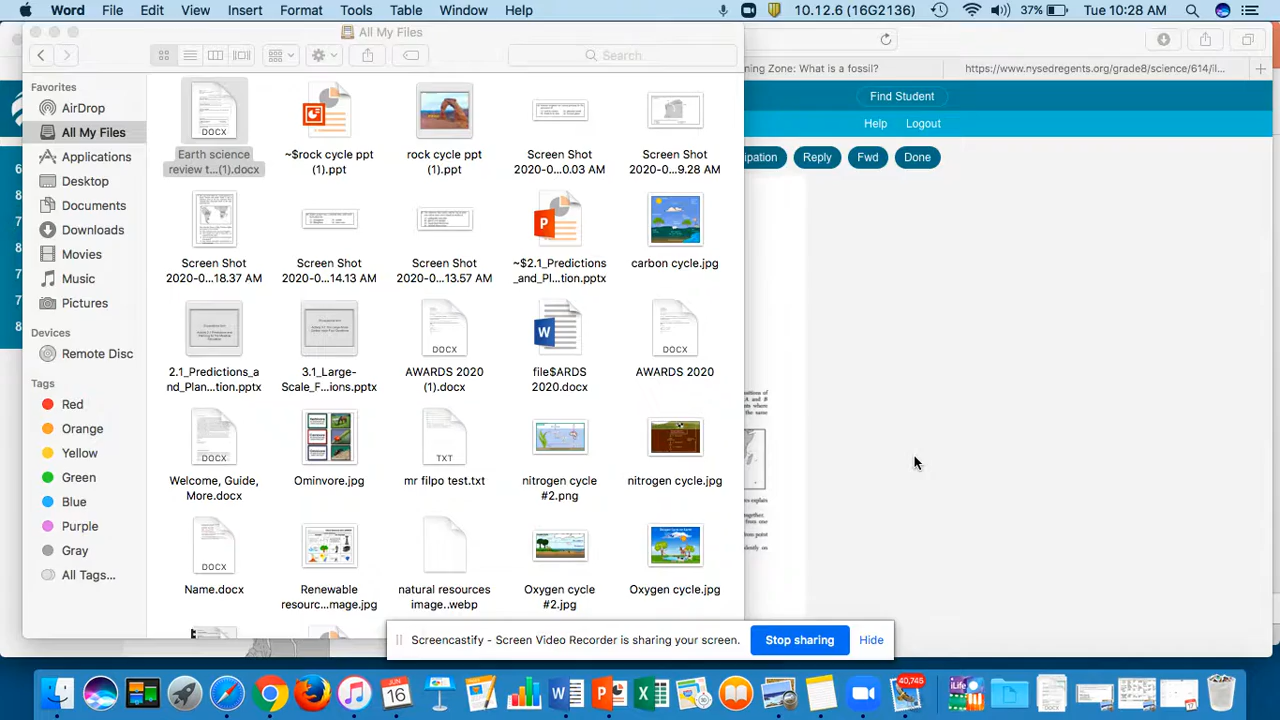 Word File Edit View Insert Format Tools Table Window Help 10.12.6 (16G2136) 37% Tue 10:28 AM
All My Files
Search
ning Zone: What is a fossil? https://www.nysedregents.org/grade8/science/614/il...
Find Student
Help Logout
ipation Reply Fwd Done
Favorites
AirDrop
All My Files
Applications
Desktop
Documents
Downloads
Movies
Music
Pictures
Devices
Remote Disc
Tags
Red
Orange
Yellow
Green
Blue
Purple
Gray
All Tags...
DOCX
Earth science
review t...(1).docx
~$rock cycle ppt
(1).ppt
rock cycle ppt
(1).ppt
Screen Shot
2020-0...0.03 AM
Screen Shot
2020-0...9.28 AM
Screen Shot
2020-0...18.37 AM
Screen Shot
2020-0...14.13 AM
Screen Shot
2020-0...13.57 AM
~$2.1_Predictions
_and_Pl...tion.pptx
carbon cycle.jpg
2.1_Predictions_a
nd_Plan...tion.pptx
3.1_Large-
Scale_F...ions.pptx
DOCX
AWARDS 2020
(1).docx
file$ARDS
2020.docx
DOCX
AWARDS 2020
DOCX
Welcome, Guide,
More.docx
Ominvore.jpg
TXT
mr filpo test.txt
nitrogen cycle
#2.png
nitrogen cycle.jpg
DOCX
Name.docx
Renewable
resourc...mage.jpg
natural resources
image..webp
Oxygen cycle
#2.jpg
Oxygen cycle.jpg
Screencastify - Screen Video Recorder is sharing your screen. Stop sharing Hide
JUN
16
40,745